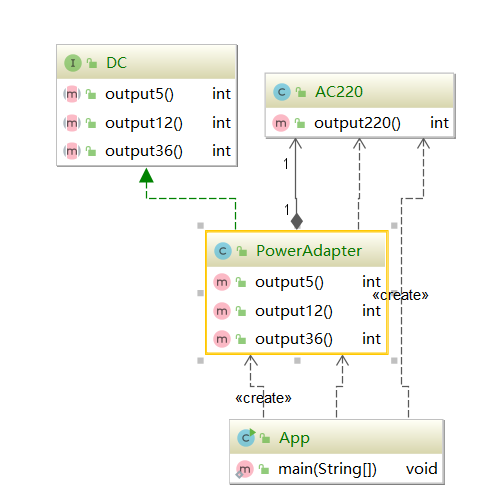 I DC
m output5() int
m output12() int
m output36() int
C AC220
m output220() int
1
1
C PowerAdapter
m output5() int
m output12() int
m output36() int
«create»
«create»
C App
m main(String[]) void